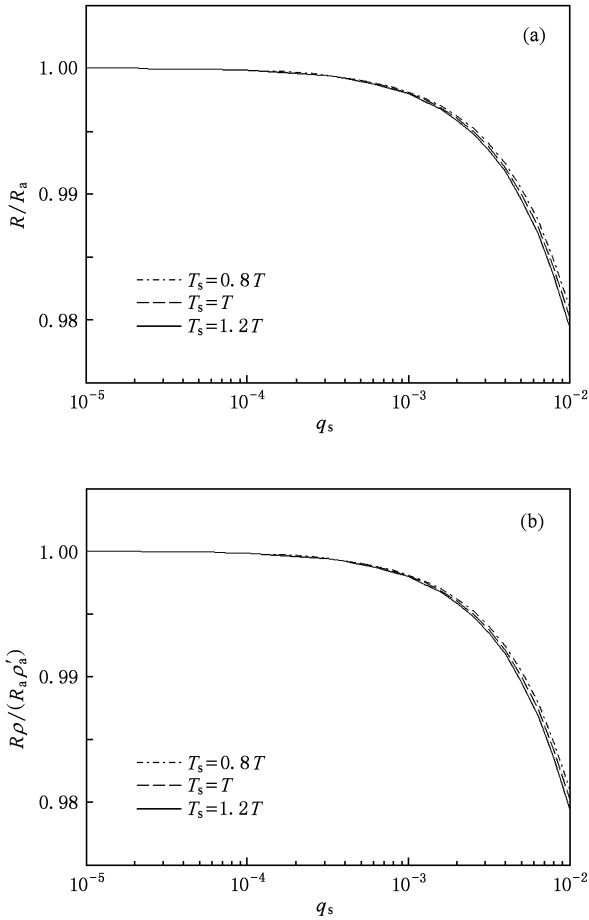 (a)
1.00
0.99
0.98
R/Rₐ
Tₛ=0.8T
Tₛ=T
Tₛ=1.2T
10⁻⁵ 10⁻⁴ 10⁻³ 10⁻²
qₛ
(b)
1.00
0.99
0.98
Rρ/(Rₐρ′ₐ)
Tₛ=0.8T
Tₛ=T
Tₛ=1.2T
10⁻⁵ 10⁻⁴ 10⁻³ 10⁻²
qₛ